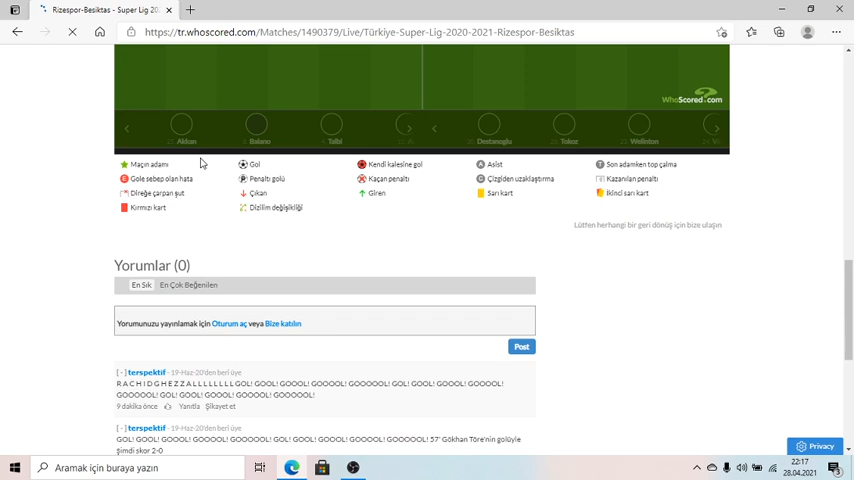 Rizespor-Besiktas - Super Lig 202
https://tr.whoscored.com/Matches/1490379/Live/Türkiye-Super-Lig-2020-2021-Rizespor-Besiktas
WhoScored.com
Akkan
Baiano
4. Talbi
Destanoglu
Tokoz
Welinton
Maçın adamı
Gol
Kendi kalesine gol
Asist
Son adamken top çalma
Gole sebep olan hata
Penaltı golü
Kaçan penaltı
Çizgiden uzaklaştırma
Kazanılan penaltı
Direğe çarpan şut
Çıkan
Giren
Sarı kart
İkinci sarı kart
Kırmızı kart
Dizilim değişikliği
Lütfen herhangi bir geri dönüş için bize ulaşın
Yorumlar (0)
En Sık En Çok Beğenilen
Yorumunuzu yayınlamak için Oturum aç veya Bize katılın
Post
[-] terspektif - 19-Haz-20'den beri üye
R A C H I D G H E Z Z A L L L L L L L L GOL! GOOL! GOOOL! GOOOOL! GOOOOOL! GOL! GOOL! GOOOL! GOOOOL!
GOOOOOL! GOL! GOOL! GOOOL! GOOOOL! GOOOOOL!
9 dakika önce Yanıtla Şikayet et
[-] terspektif - 19-Haz-20'den beri üye
GOL! GOOL! GOOOL! GOOOOL! GOOOOOL! GOL! GOOL! GOOOL! GOOOOL! GOOOOOL! 57' Gökhan Töre'nin golüyle
şimdi skor 2-0
Privacy
Aramak için buraya yazın
22:17
28.04.2021
3